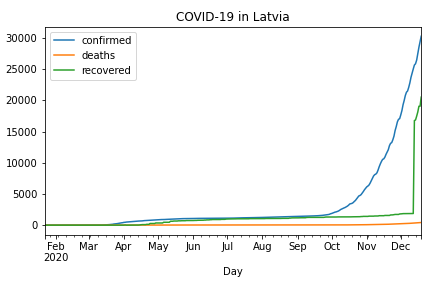 COVID-19 in Latvia
confirmed
deaths
recovered
30000
25000
20000
15000
10000
5000
0
Feb Mar Apr May Jun Jul Aug Sep Oct Nov Dec
2020
Day